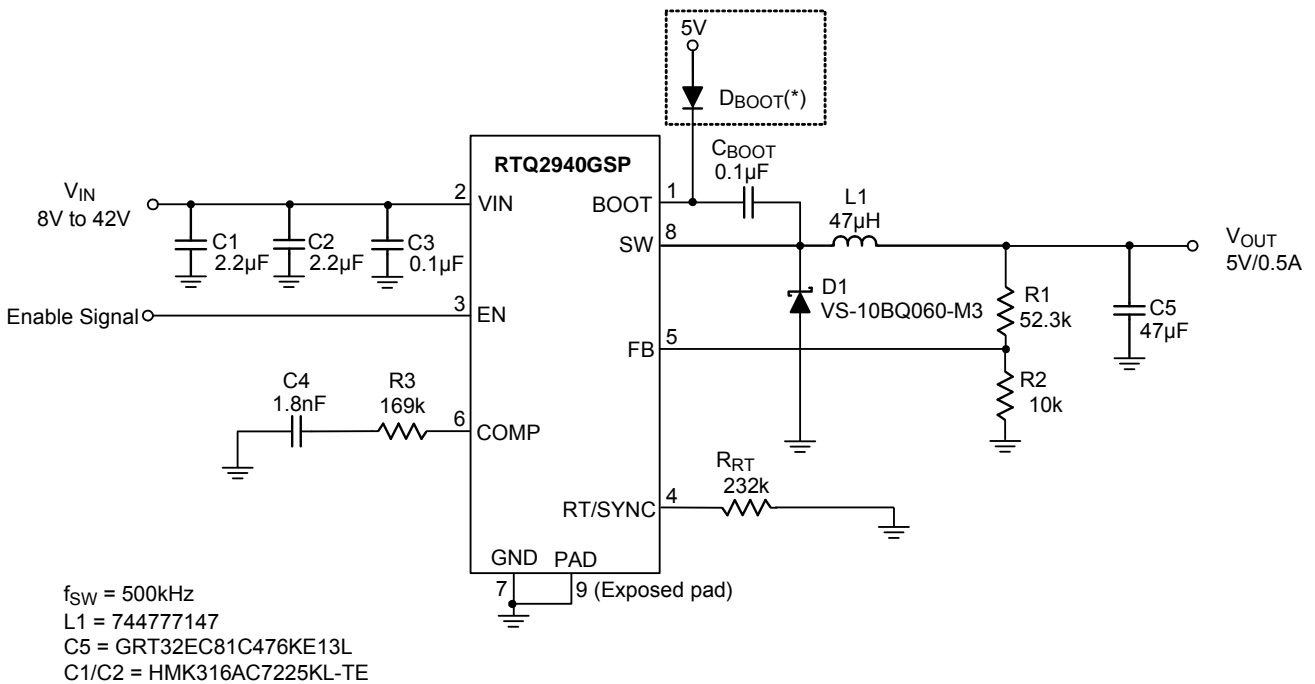 5V
DBOOT(*)
RTQ2940GSP
CBOOT
0.1µF
VIN
8V to 42V
2
VIN
1
BOOT
L1
47µH
C1
2.2µF
C2
2.2µF
C3
0.1µF
SW
8
VOUT
5V/0.5A
D1
VS-10BQ060-M3
R1
52.3k
C5
47µF
Enable Signal
3
EN
5
FB
R2
10k
C4
1.8nF
R3
169k
6
COMP
RRT
232k
4
RT/SYNC
GND
PAD
7
9 (Exposed pad)
fSW = 500kHz
L1 = 744777147
C5 = GRT32EC81C476KE13L
C1/C2 = HMK316AC7225KL-TE